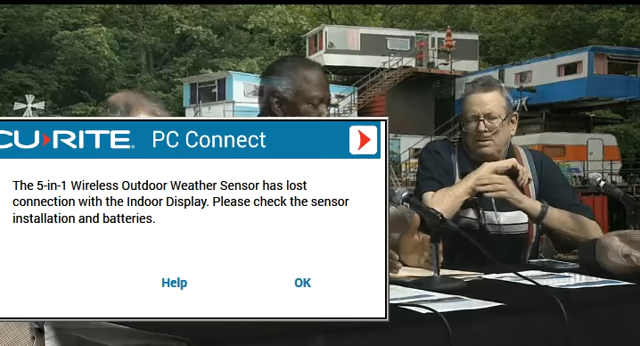 CU›RITE® PC Connect
The 5-in-1 Wireless Outdoor Weather Sensor has lost
connection with the Indoor Display. Please check the sensor
installation and batteries.
Help OK